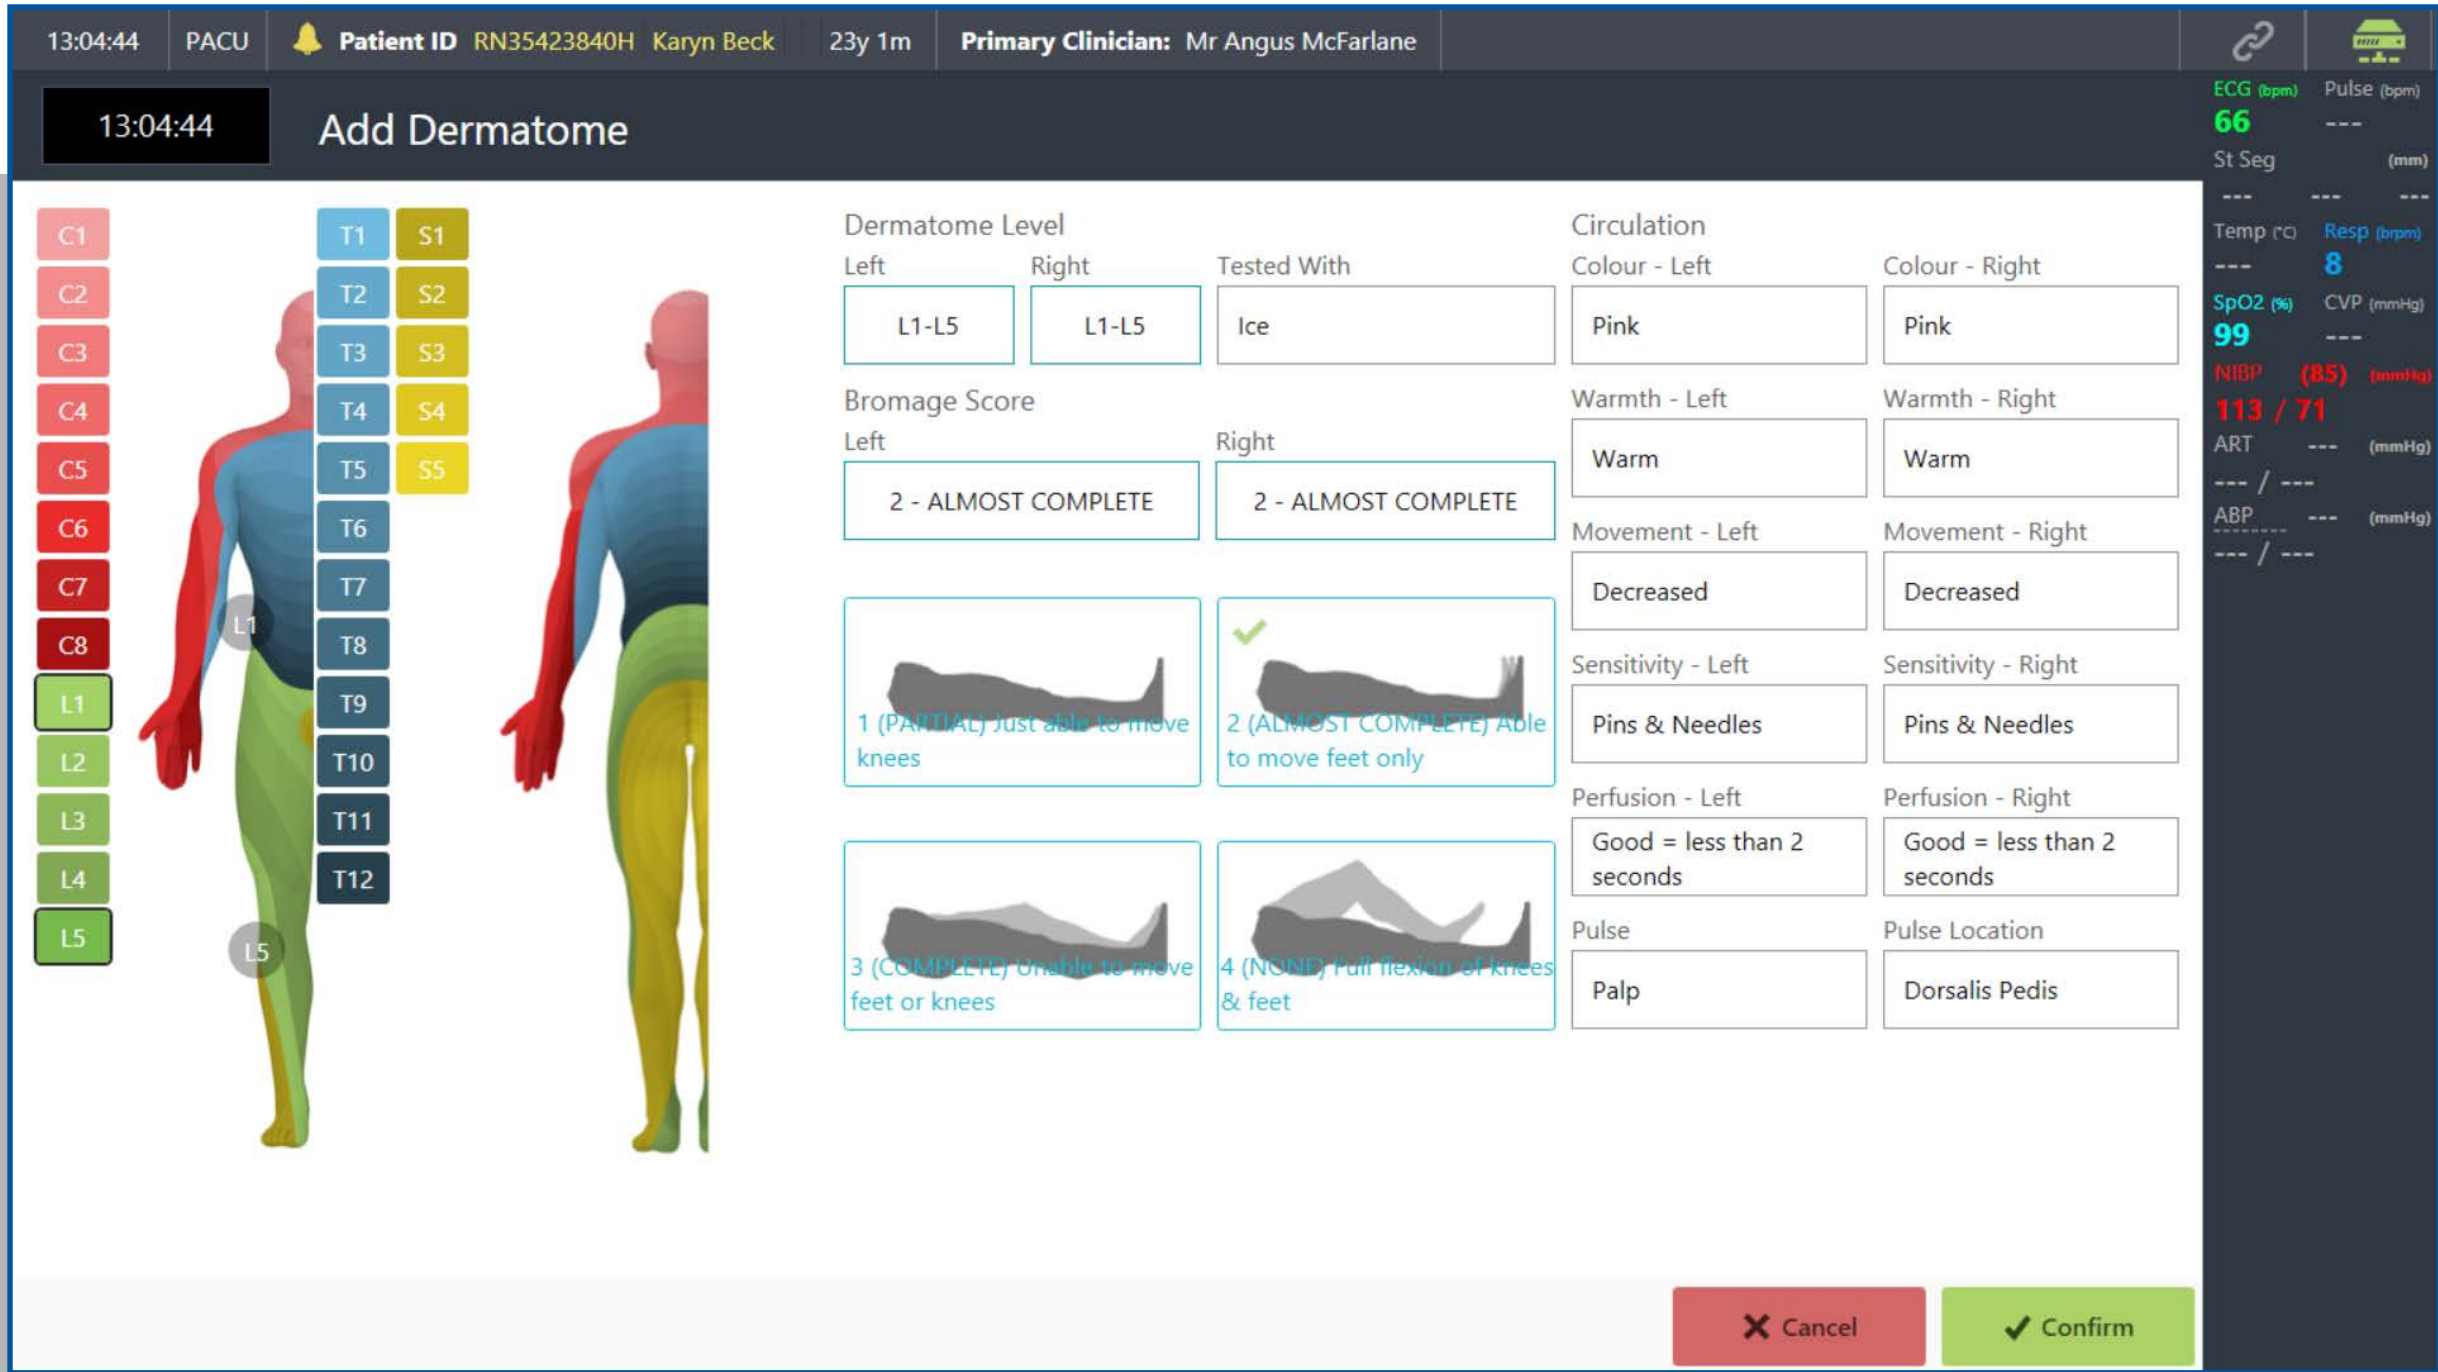 13:04:44 PACU Patient ID RN35423840H Karyn Beck 23y 1m Primary Clinician: Mr Angus McFarlane
13:04:44 Add Dermatome
C1
C2
C3
C4
C5
C6
C7
C8
L1
L2
L3
L4
L5
L1
L5
T1
T2
T3
T4
T5
T6
T7
T8
T9
T10
T11
T12
S1
S2
S3
S4
S5
Dermatome Level
Left Right Tested With
L1-L5 L1-L5 Ice
Bromage Score
Left Right
2 - ALMOST COMPLETE 2 - ALMOST COMPLETE
1 (PARTIAL) Just able to move
knees
2 (ALMOST COMPLETE) Able
to move feet only
3 (COMPLETE) Unable to move
feet or knees
4 (NONE) Full flexion of knees
& feet
Circulation
Colour - Left Colour - Right
Pink Pink
Warmth - Left Warmth - Right
Warm Warm
Movement - Left Movement - Right
Decreased Decreased
Sensitivity - Left Sensitivity - Right
Pins & Needles Pins & Needles
Perfusion - Left Perfusion - Right
Good = less than 2
seconds
Good = less than 2
seconds
Pulse Pulse Location
Palp Dorsalis Pedis
Cancel Confirm
ECG (bpm) Pulse (bpm)
66 ---
St Seg (mm)
--- --- ---
Temp (°C) Resp (brpm)
--- 8
SpO2 (%) CVP (mmHg)
99 ---
NIBP (85) (mmHg)
113 / 71
ART --- (mmHg)
--- / ---
ABP --- (mmHg)
--- / ---